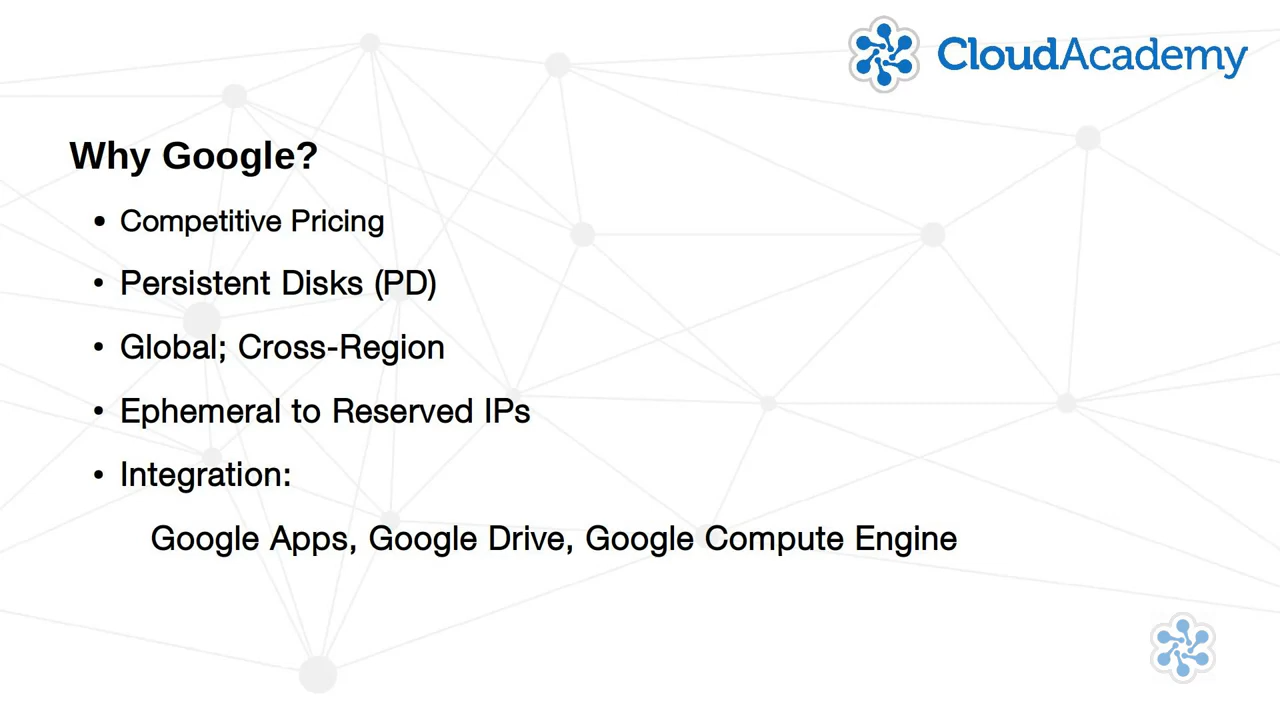 CloudAcademy
Why Google?
• Competitive Pricing
• Persistent Disks (PD)
• Global; Cross-Region
• Ephemeral to Reserved IPs
• Integration:
Google Apps, Google Drive, Google Compute Engine